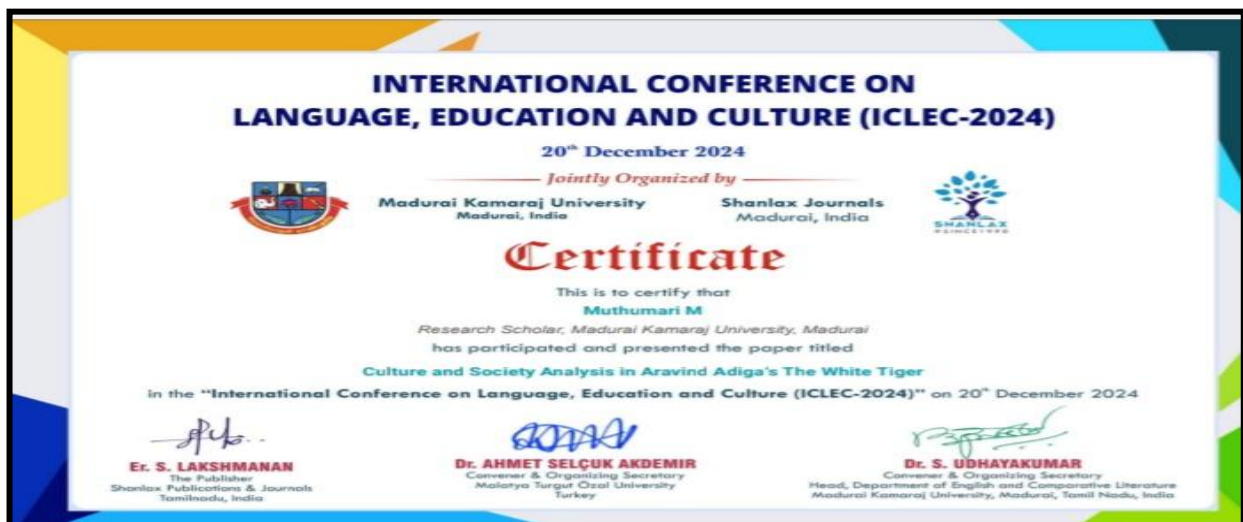 INTERNATIONAL CONFERENCE ON
LANGUAGE, EDUCATION AND CULTURE (ICLEC-2024)
20th December 2024
Jointly Organized by
Madurai Kamaraj University
Madurai, India
Shanlax Journals
Madurai, India
SHANLAX
Certificate
This is to certify that
Muthumari M
Research Scholar, Madurai Kamaraj University, Madurai
has participated and presented the paper titled
Culture and Society Analysis in Aravind Adiga's The White Tiger
in the "International Conference on Language, Education and Culture (ICLEC-2024)" on 20th December 2024
Er. S. LAKSHMANAN
The Publisher
Shanlax Publications & Journals
Tamilnadu, India
Dr. AHMET SELÇUK AKDEMIR
Convener & Organizing Secretary
Malatya Turgut Özal University
Turkey
Dr. S. UDHAYAKUMAR
Convener & Organizing Secretary
Head, Department of English and Comparative Literature
Madurai Kamaraj University, Madurai, Tamil Nadu, India